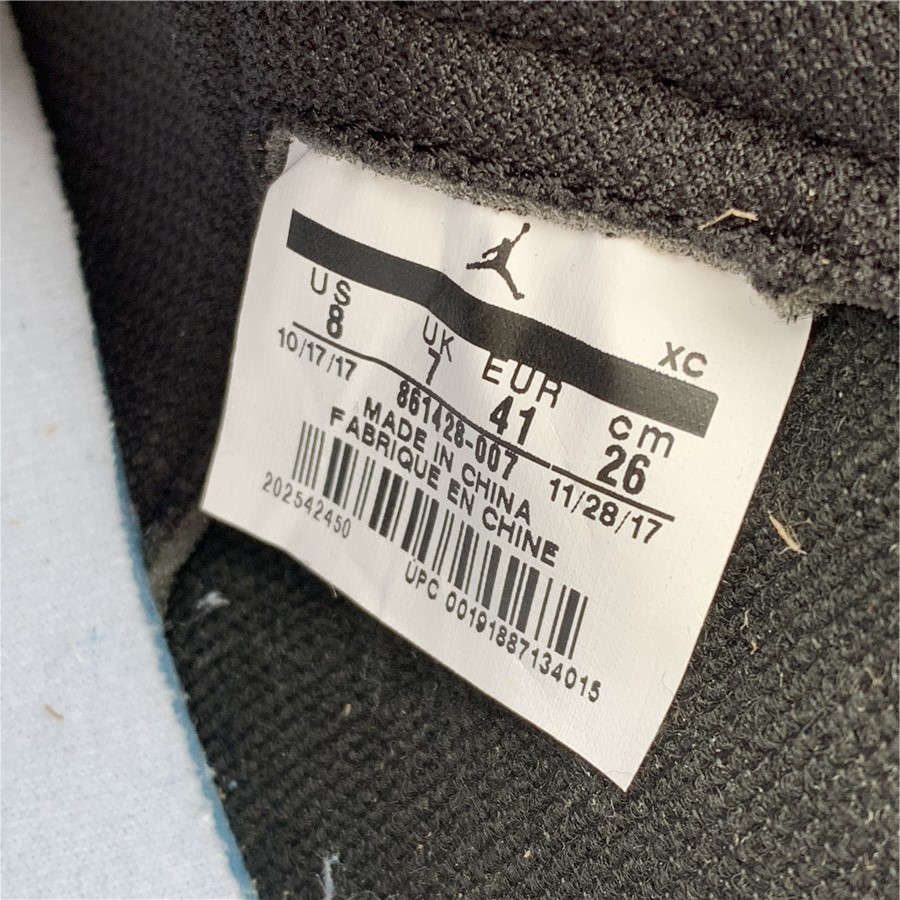 XC
US UK EUR cm
8 7 41 26
10/17/17 861428-007 11/28/17
MADE IN CHINA
FABRIQUE EN CHINE
202542450
UPC 00191887134015